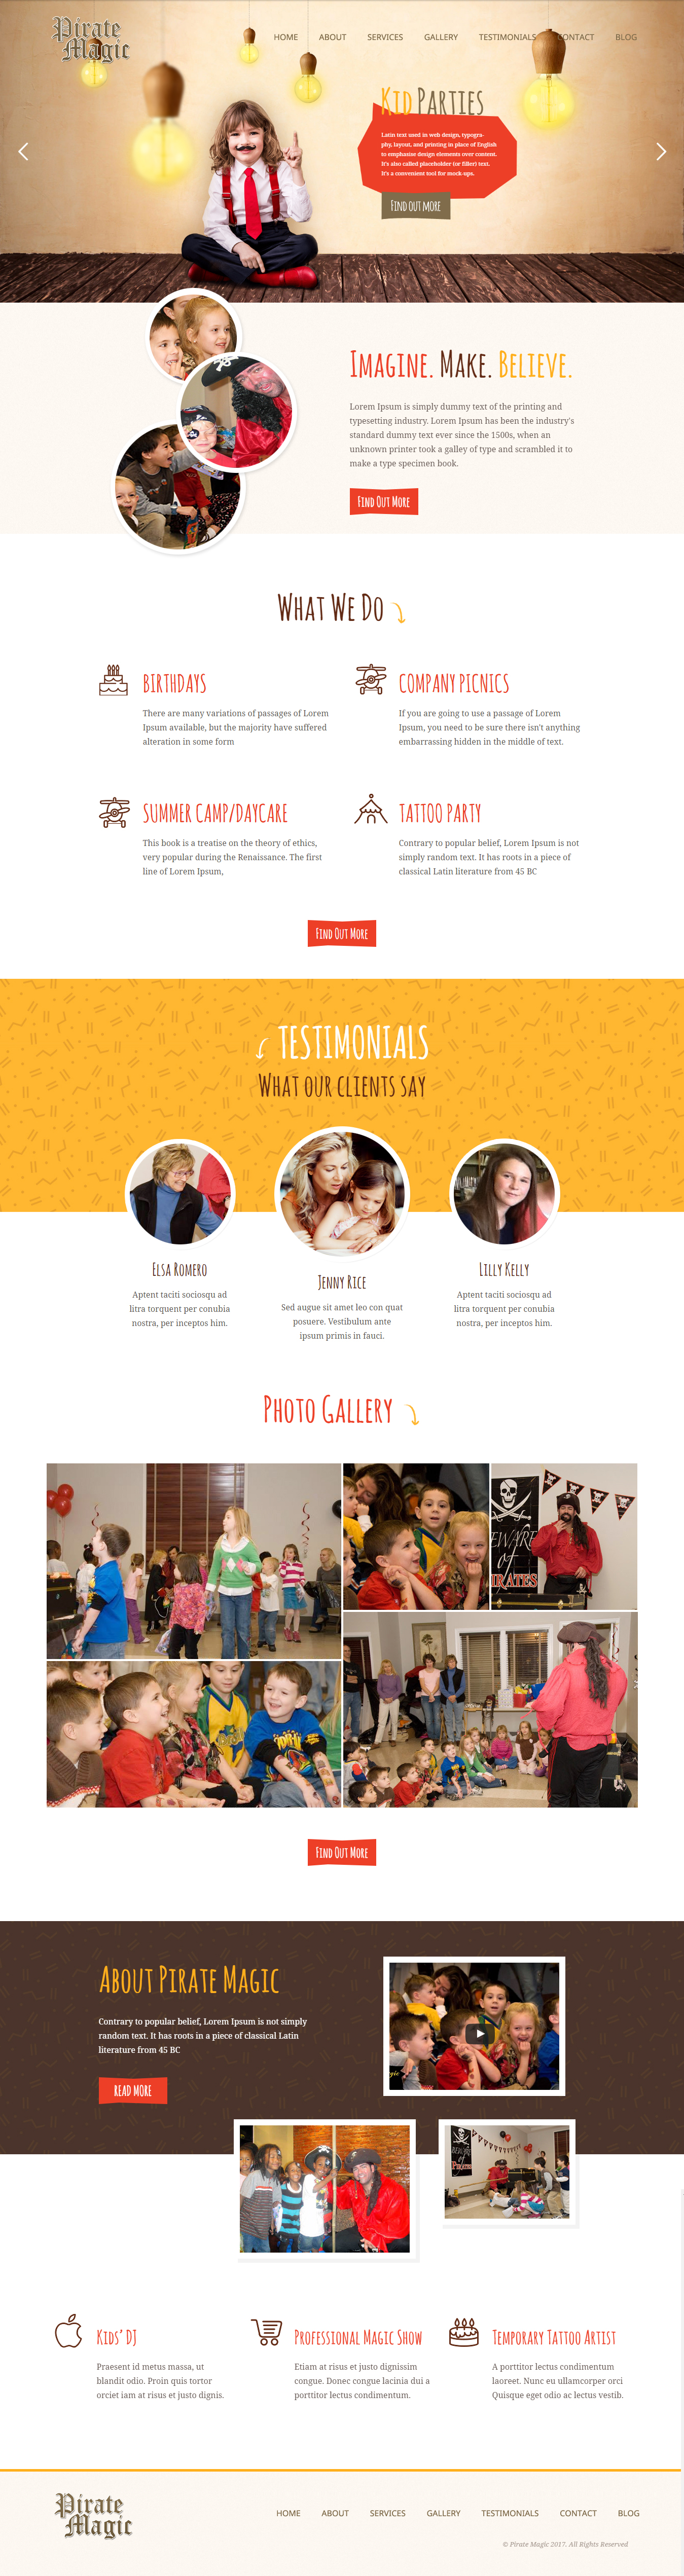 Pirate Magic
HOME ABOUT SERVICES GALLERY TESTIMONIALS CONTACT BLOG
Kid Parties
Latin text used in web design, typogra-
phy, layout, and printing in place of English
to emphasise design elements over content.
It's also called placeholder (or filler) text.
It's a convenient tool for mock-ups.
Find out more
Imagine. Make. Believe.
Lorem Ipsum is simply dummy text of the printing and
typesetting industry. Lorem Ipsum has been the industry's
standard dummy text ever since the 1500s, when an
unknown printer took a galley of type and scrambled it to
make a type specimen book.
Find Out More
What We Do
BIRTHDAYS
There are many variations of passages of Lorem
Ipsum available, but the majority have suffered
alteration in some form
COMPANY PICNICS
If you are going to use a passage of Lorem
Ipsum, you need to be sure there isn't anything
embarrassing hidden in the middle of text.
SUMMER CAMP/DAYCARE
This book is a treatise on the theory of ethics,
very popular during the Renaissance. The first
line of Lorem Ipsum,
TATTOO PARTY
Contrary to popular belief, Lorem Ipsum is not
simply random text. It has roots in a piece of
classical Latin literature from 45 BC
Find Out More
TESTIMONIALS
What our clients say
Elsa Romero
Aptent taciti sociosqu ad
litra torquent per conubia
nostra, per inceptos him.
Jenny Rice
Sed augue sit amet leo con quat
posuere. Vestibulum ante
ipsum primis in fauci.
Lilly Kelly
Aptent taciti sociosqu ad
litra torquent per conubia
nostra, per inceptos him.
Photo Gallery
EWARE
of
IRATES
Find Out More
About Pirate Magic
Contrary to popular belief, Lorem Ipsum is not simply
random text. It has roots in a piece of classical Latin
literature from 45 BC
READ MORE
Kids' DJ
Praesent id metus massa, ut
blandit odio. Proin quis tortor
orciet iam at risus et justo dignis.
Professional Magic Show
Etiam at risus et justo dignissim
congue. Donec congue lacinia dui a
porttitor lectus condimentum.
Temporary Tattoo Artist
A porttitor lectus condimentum
laoreet. Nunc eu ullamcorper orci
Quisque eget odio ac lectus vestib.
Pirate Magic
HOME ABOUT SERVICES GALLERY TESTIMONIALS CONTACT BLOG
© Pirate Magic 2017. All Rights Reserved